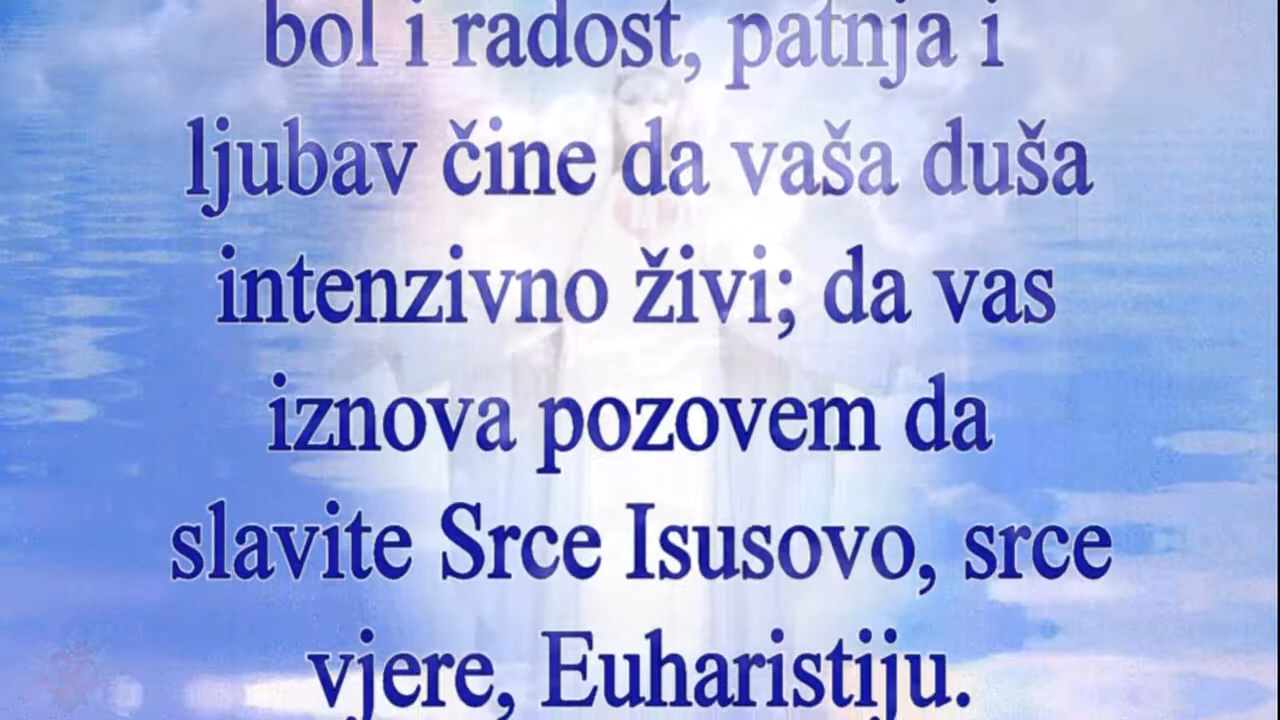 bol i radost, patnja i
ljubav čine da vaša duša
intenzivno živi; da vas
iznova pozovem da
slavite Srce Isusovo, srce
vjere, Euharistiju.